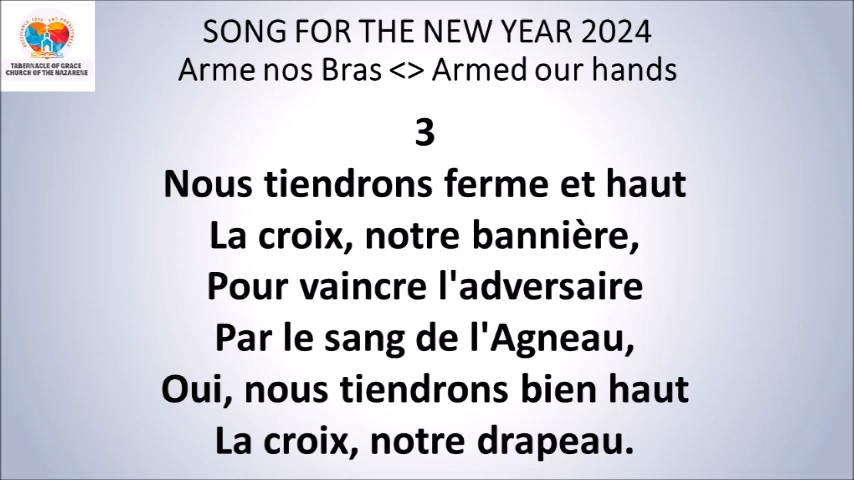 SONG FOR THE NEW YEAR 2024
Arme nos Bras <> Armed our hands
TABERNACLE OF GRACE
CHURCH OF THE NAZARENE
3
Nous tiendrons ferme et haut
La croix, notre bannière,
Pour vaincre l'adversaire
Par le sang de l'Agneau,
Oui, nous tiendrons bien haut
La croix, notre drapeau.